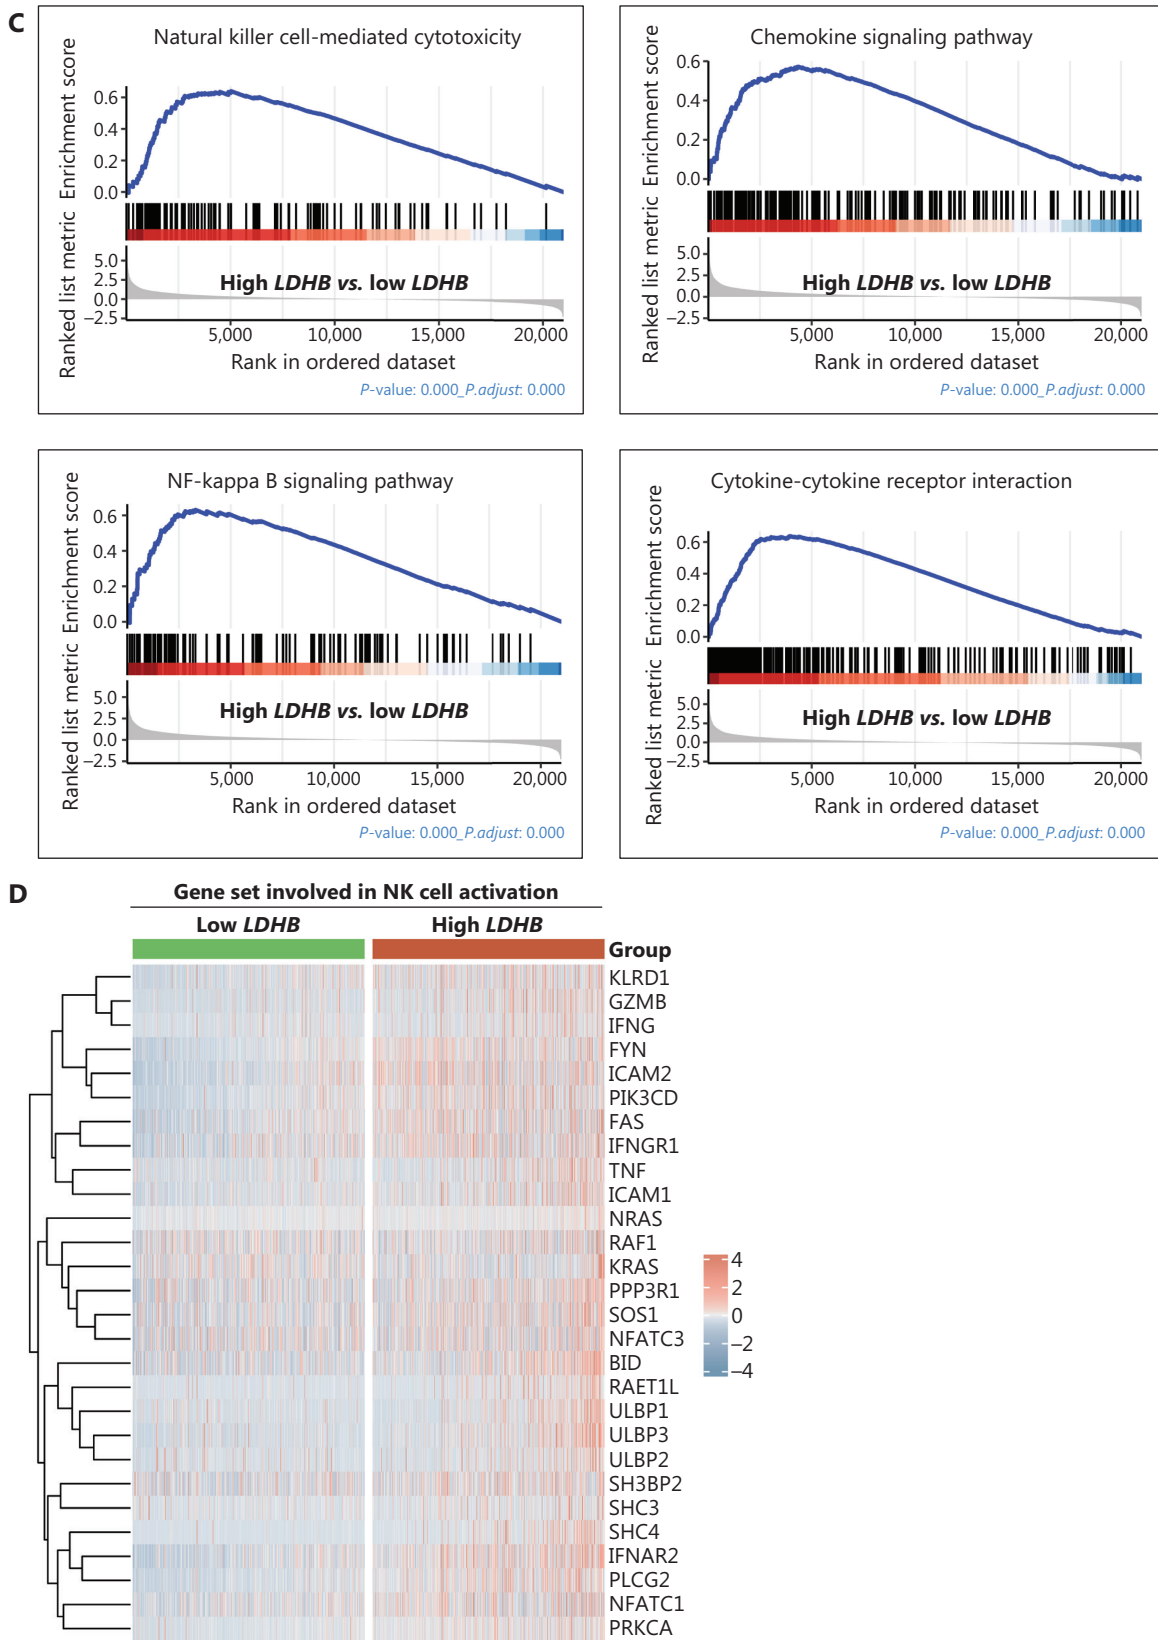 C
Natural killer cell-mediated cytotoxicity
Enrichment score
0.6
0.4
0.2
0.0
Ranked list metric
5.0
2.5
0.0
−2.5
High LDHB vs. low LDHB
5,000 10,000 15,000 20,000
Rank in ordered dataset
P-value: 0.000_P.adjust: 0.000
Chemokine signaling pathway
Enrichment score
0.6
0.4
0.2
0.0
Ranked list metric
5.0
2.5
0.0
−2.5
High LDHB vs. low LDHB
5,000 10,000 15,000 20,000
Rank in ordered dataset
P-value: 0.000_P.adjust: 0.000
NF-kappa B signaling pathway
Enrichment score
0.6
0.4
0.2
0.0
Ranked list metric
5.0
2.5
0.0
−2.5
High LDHB vs. low LDHB
5,000 10,000 15,000 20,000
Rank in ordered dataset
P-value: 0.000_P.adjust: 0.000
Cytokine-cytokine receptor interaction
Enrichment score
0.6
0.4
0.2
0.0
Ranked list metric
5.0
2.5
0.0
−2.5
High LDHB vs. low LDHB
5,000 10,000 15,000 20,000
Rank in ordered dataset
P-value: 0.000_P.adjust: 0.000
D
Gene set involved in NK cell activation
Low LDHB High LDHB
Group
KLRD1
GZMB
IFNG
FYN
ICAM2
PIK3CD
FAS
IFNGR1
TNF
ICAM1
NRAS
RAF1
KRAS
PPP3R1
SOS1
NFATC3
BID
RAET1L
ULBP1
ULBP3
ULBP2
SH3BP2
SHC3
SHC4
IFNAR2
PLCG2
NFATC1
PRKCA
4
2
0
−2
−4